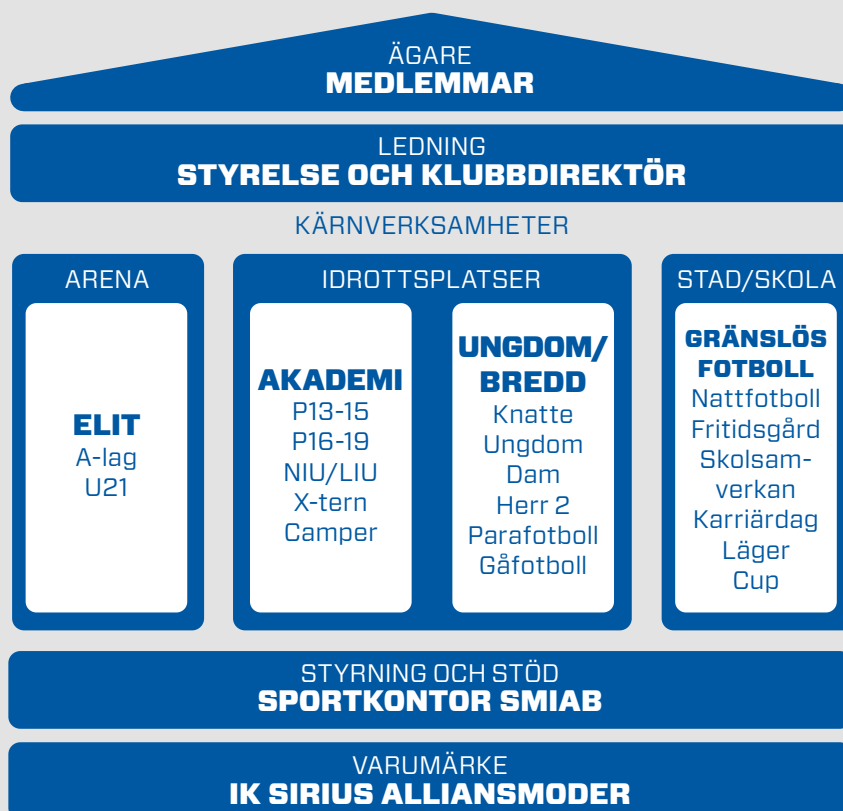 ÄGARE
MEDLEMMAR
LEDNING
STYRELSE OCH KLUBBDIREKTÖR
KÄRNVERKSAMHETER
ARENA
ELIT
A-lag
U21
IDROTTSPLATSER
AKADEMI
P13-15
P16-19
NIU/LIU
X-tern
Camper
UNGDOM/
BREDD
Knatte
Ungdom
Dam
Herr 2
Parafotboll
Gåfotboll
STAD/SKOLA
GRÄNSLÖS
FOTBOLL
Nattfotboll
Fritidsgård
Skolsam-
verkan
Karriärdag
Läger
Cup
STYRNING OCH STÖD
SPORTKONTOR SMIAB
VARUMÄRKE
IK SIRIUS ALLIANSMODER